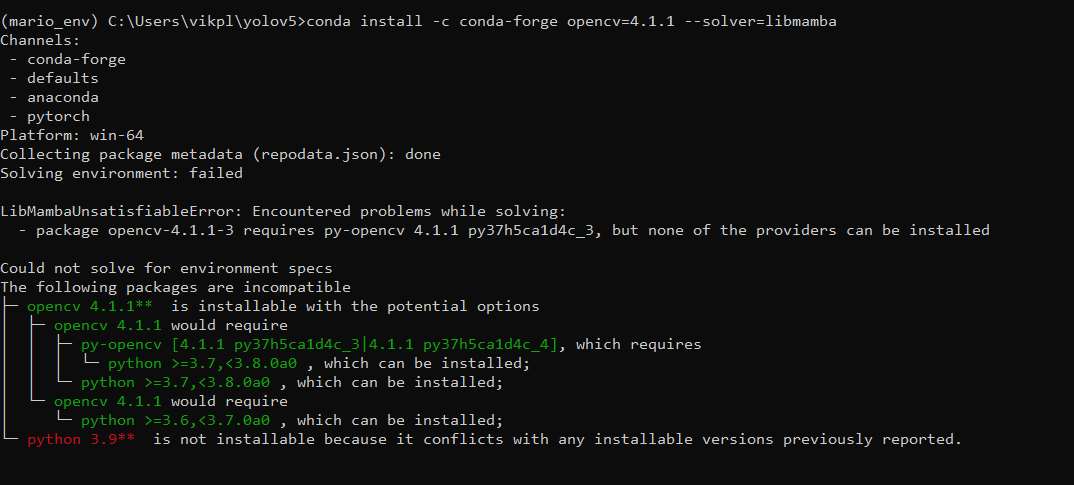 (mario_env) C:\Users\vikpl\yolov5>conda install -c conda-forge opencv=4.1.1 --solver=libmamba
Channels:
 - conda-forge
 - defaults
 - anaconda
 - pytorch
Platform: win-64
Collecting package metadata (repodata.json): done
Solving environment: failed

LibMambaUnsatisfiableError: Encountered problems while solving:
  - package opencv-4.1.1-3 requires py-opencv 4.1.1 py37h5ca1d4c_3, but none of the providers can be installed

Could not solve for environment specs
The following packages are incompatible
├─ opencv 4.1.1** is installable with the potential options
│  ├─ opencv 4.1.1 would require
│  │  ├─ py-opencv [4.1.1 py37h5ca1d4c_3|4.1.1 py37h5ca1d4c_4], which requires
│  │  │  └─ python >=3.7,<3.8.0a0 , which can be installed;
│  │  └─ python >=3.7,<3.8.0a0 , which can be installed;
│  └─ opencv 4.1.1 would require
│     └─ python >=3.6,<3.7.0a0 , which can be installed;
└─ python 3.9** is not installable because it conflicts with any installable versions previously reported.